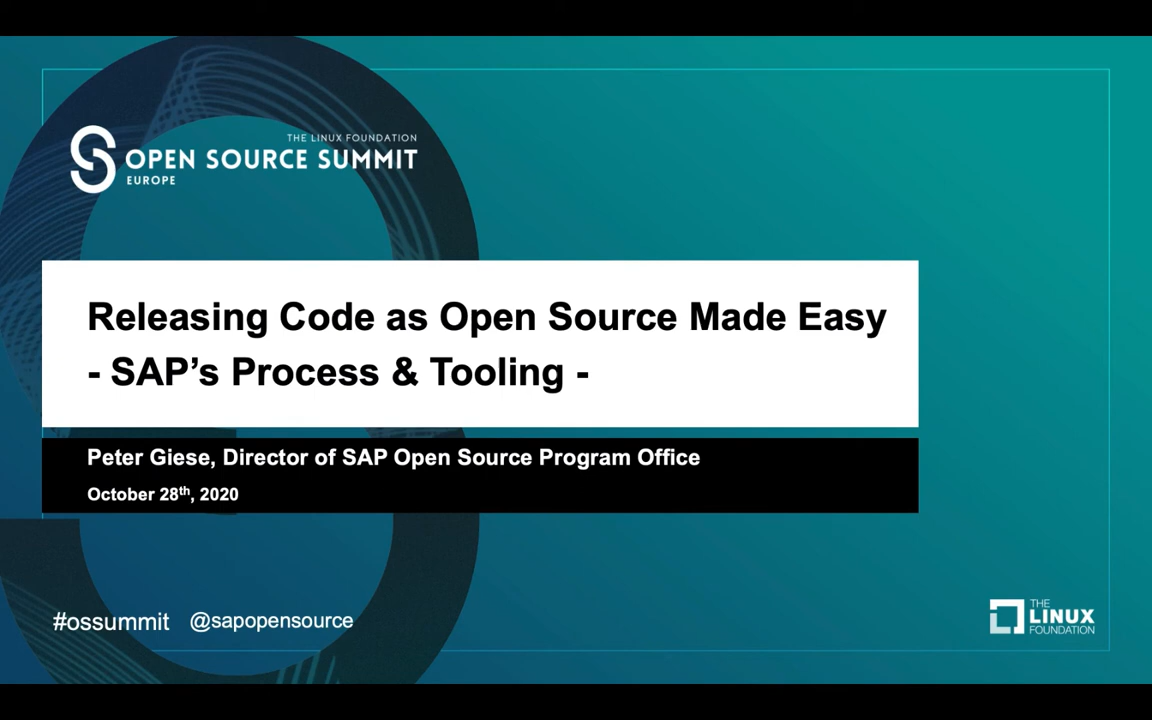 THE LINUX FOUNDATION
OPEN SOURCE SUMMIT
EUROPE
Releasing Code as Open Source Made Easy
- SAP’s Process & Tooling -
Peter Giese, Director of SAP Open Source Program Office
October 28th, 2020
#ossummit @sapopensource
THE
LINUX
FOUNDATION